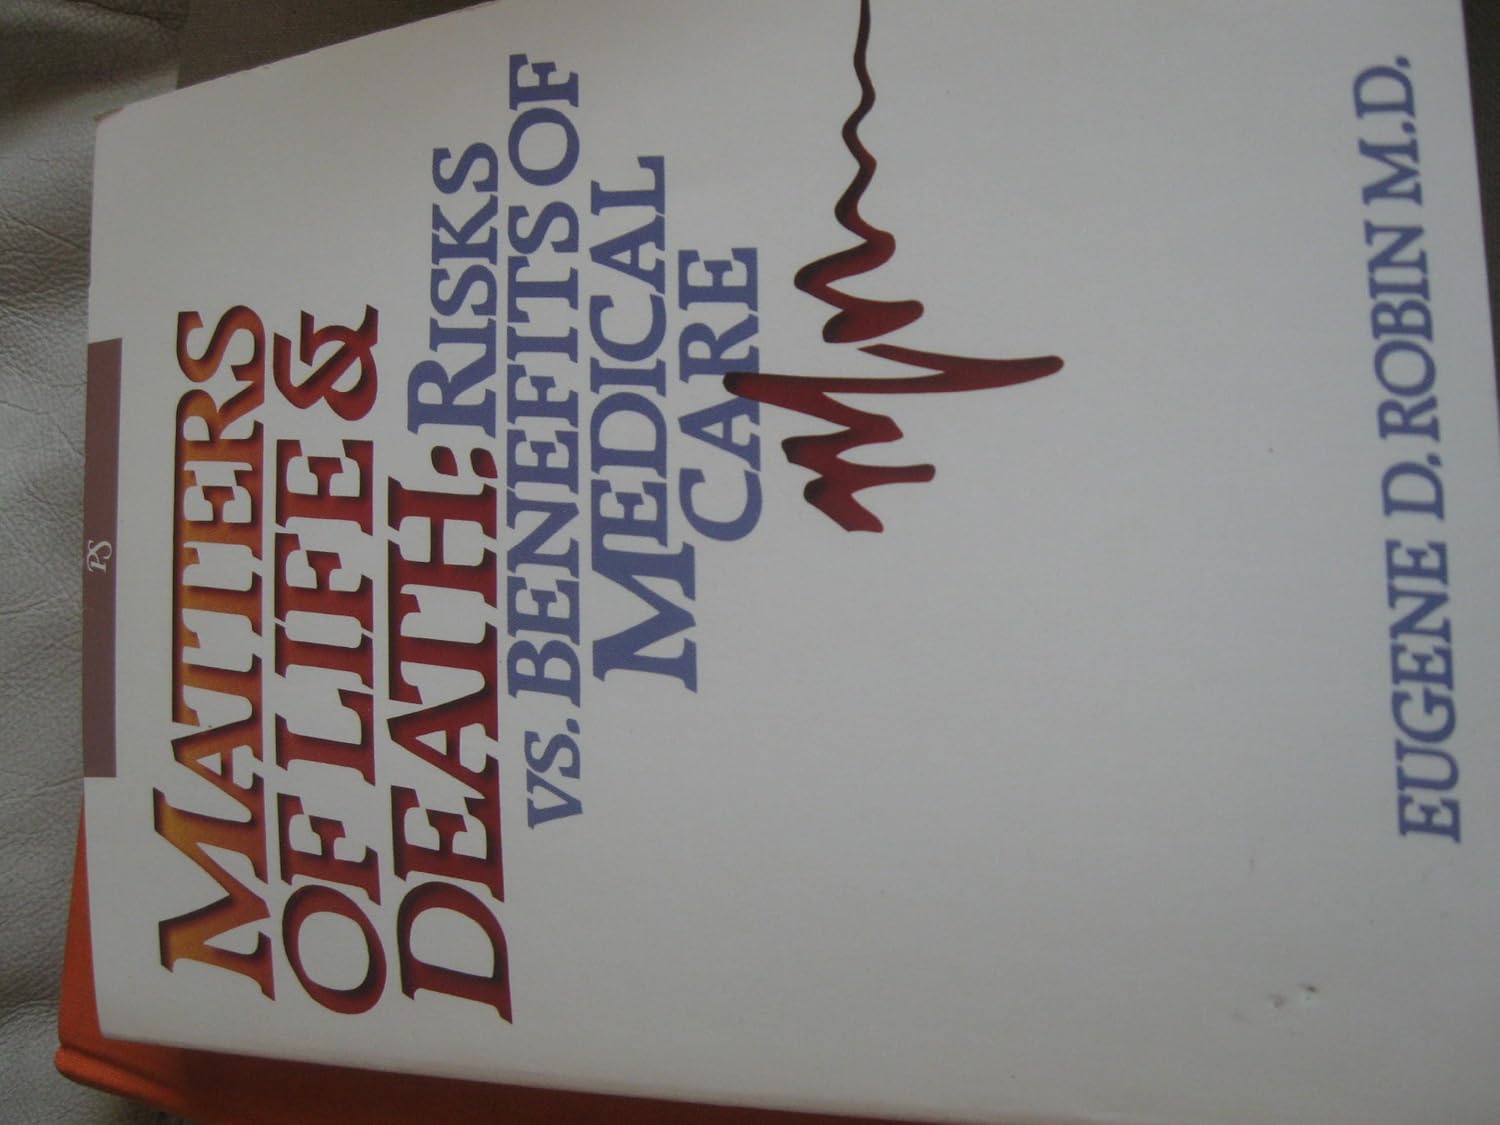 PS
MATTERS
OF LIFE &
DEATH: RISKS
VS. BENEFITS OF
MEDICAL
CARE
EUGENE D. ROBIN M.D.